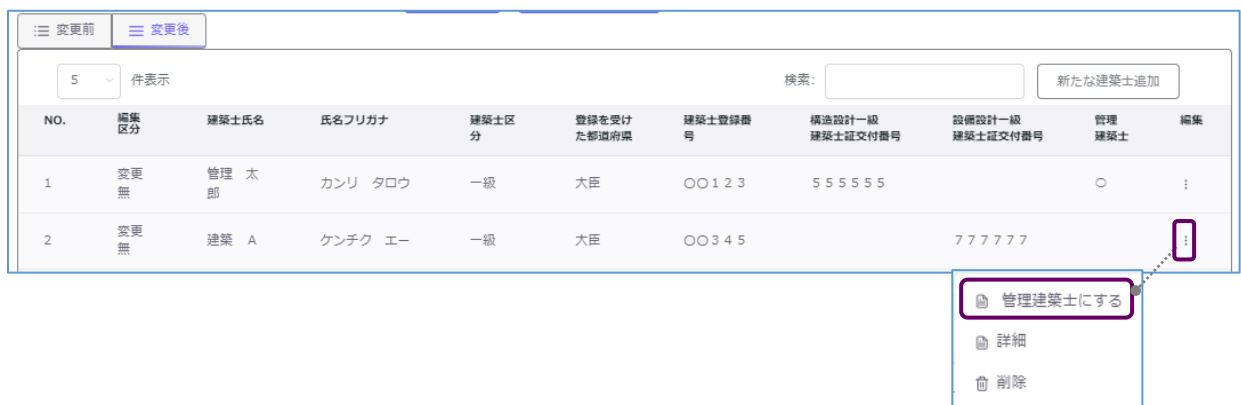 変更前 変更後
5 件表示 検索: 新たな建築士追加
NO. 編集区分 建築士氏名 氏名フリガナ 建築士区分 登録を受けた都道府県 建築士登録番号 構造設計一級建築士証交付番号 設備設計一級建築士証交付番号 管理建築士 編集
1 変更無 管理　太郎 カンリ　タロウ 一級 大臣 〇〇１２３ ５５５５５５ 〇 ⋮
2 変更無 建築　A ケンチク　エー 一級 大臣 〇〇３４５ ７７７７７７ ⋮
管理建築士にする
詳細
削除